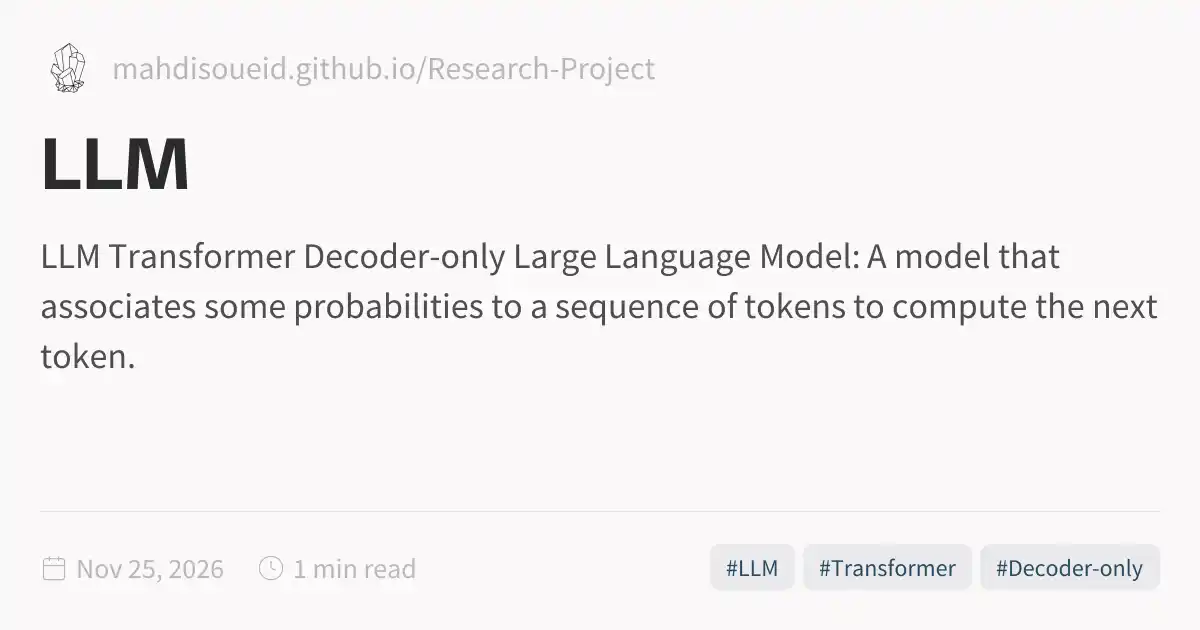 mahdisoueid.github.io/Research-Project
LLM
LLM Transformer Decoder-only Large Language Model: A model that
associates some probabilities to a sequence of tokens to compute the next
token.
Nov 25, 2026 1 min read #LLM #Transformer #Decoder-only